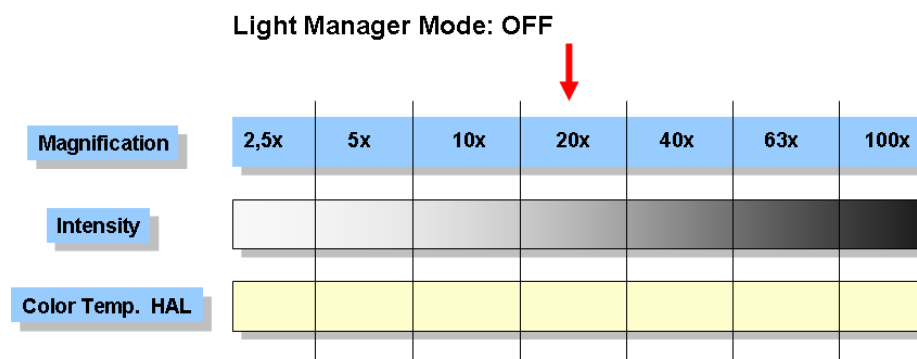 Light Manager Mode: OFF
Magnification 2,5x 5x 10x 20x 40x 63x 100x
Intensity
Color Temp. HAL